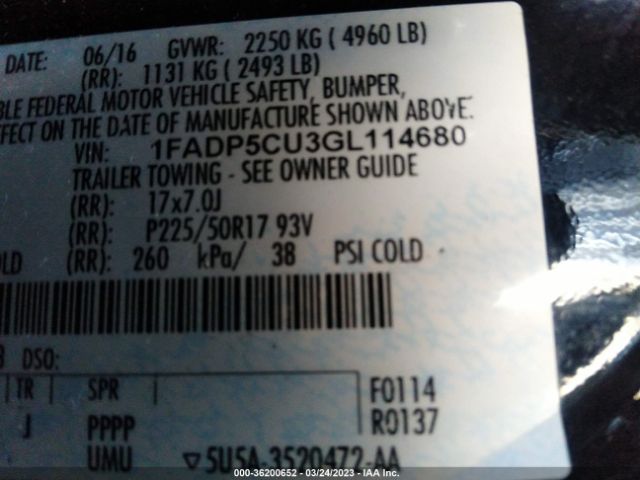 DATE: 06/16 GVWR: 2250 KG ( 4960 LB)
(RR): 1131 KG ( 2493 LB)
FEDERAL MOTOR VEHICLE SAFETY, BUMPER,
ON THE DATE OF MANUFACTURE SHOWN ABOVE.
VIN: 1FADP5CU3GL114680
TRAILER TOWING - SEE OWNER GUIDE
(RR): 17x7.0J
(RR): P225/50R17 93V
(RR): 260 kPa/ 38 PSI COLD
DSO:
TR SPR F0114
J PPPP R0137
UMU ▽5U5A-3520472-AA
000-36200652 - 03/24/2023 - IAA Inc.